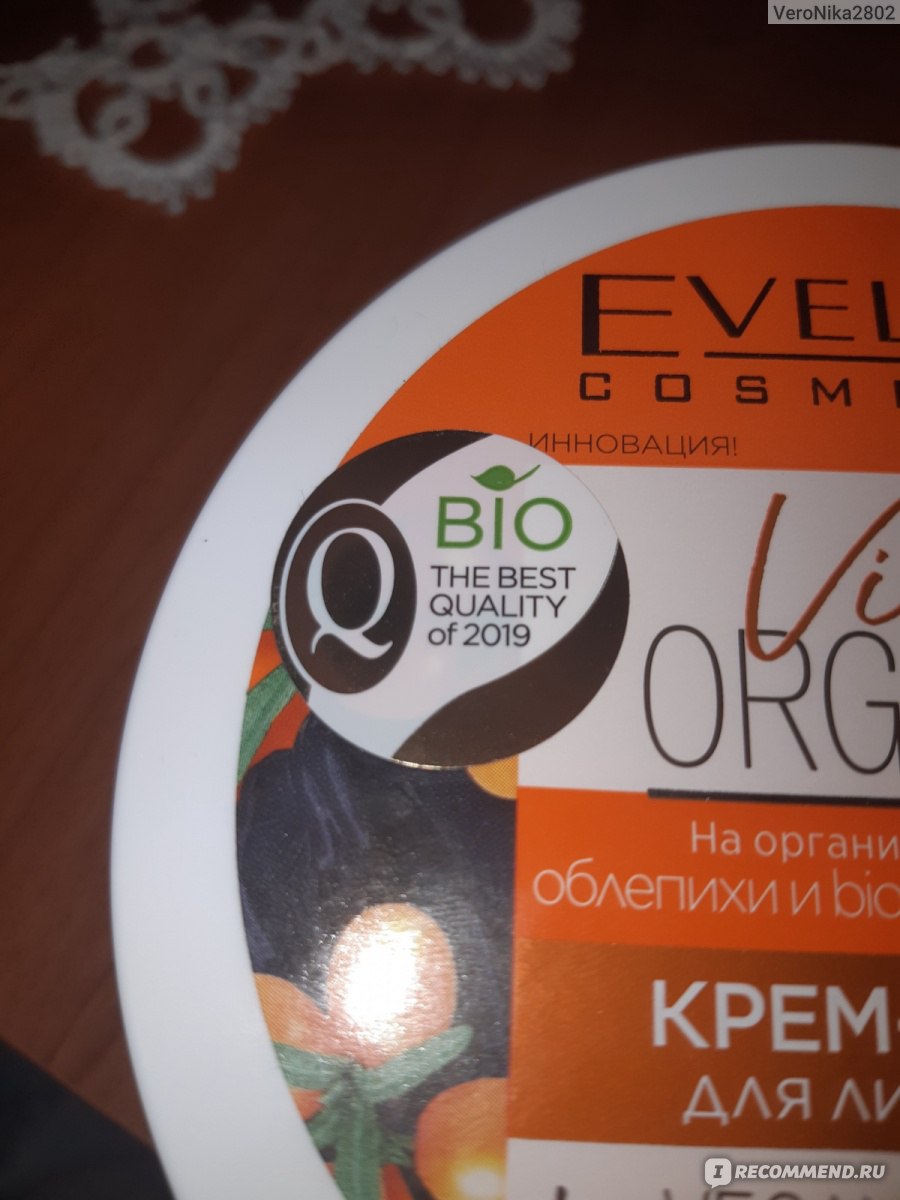 VeroNika2802
EVEL
COSM
ИННОВАЦИЯ!
Q
BIO
THE BEST
QUALITY
of 2019
Vi
ORG
На органи
облепихи и bio
КРЕМ-
для ли
I RECOMMEND.RU